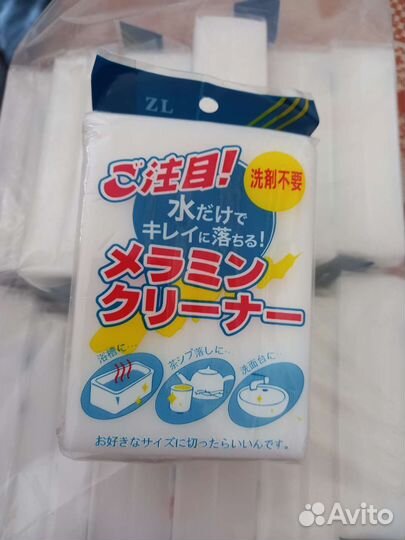 ZL
ご注目!
洗剤不要
水だけで
キレイに落ちる!
メラミン
クリーナー
浴槽に…
茶シブ落しに…
洗面台に…
お好きなサイズに切ったらいいんです。
Avito